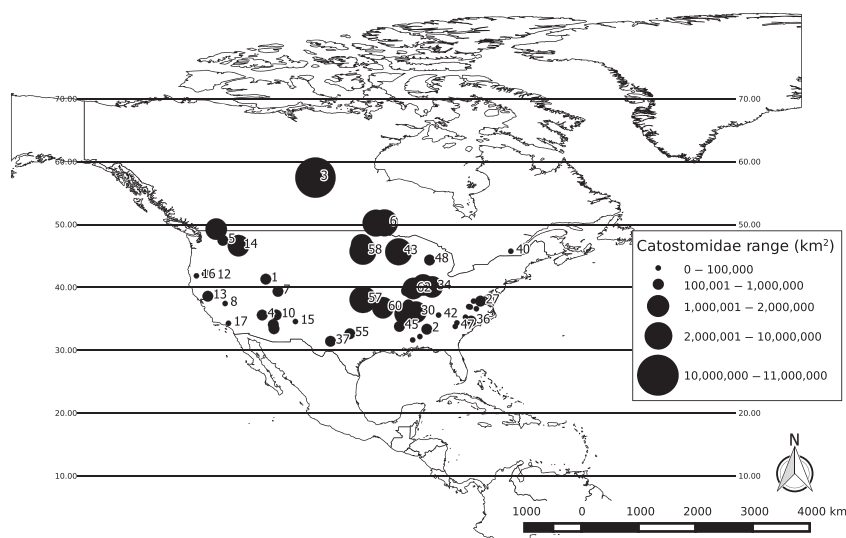 70.00 70.00
60.00 60.00
3
50.00 6 50.00
5 14 58 43 48 40
Catostomidae range (km²)
0 – 100,000
100,001 – 1,000,000
1,000,001 – 2,000,000
2,000,001 – 10,000,000
10,000,000 – 11,000,000
16 12 1
40.00 7 62 34 40.00
13 8 57 60 27
4 10 15 30 42 36
17 45 2 47
55
37
30.00 30.00
20.00 20.00
N
10.00 10.00
1000 0 1000 2000 3000 4000 km